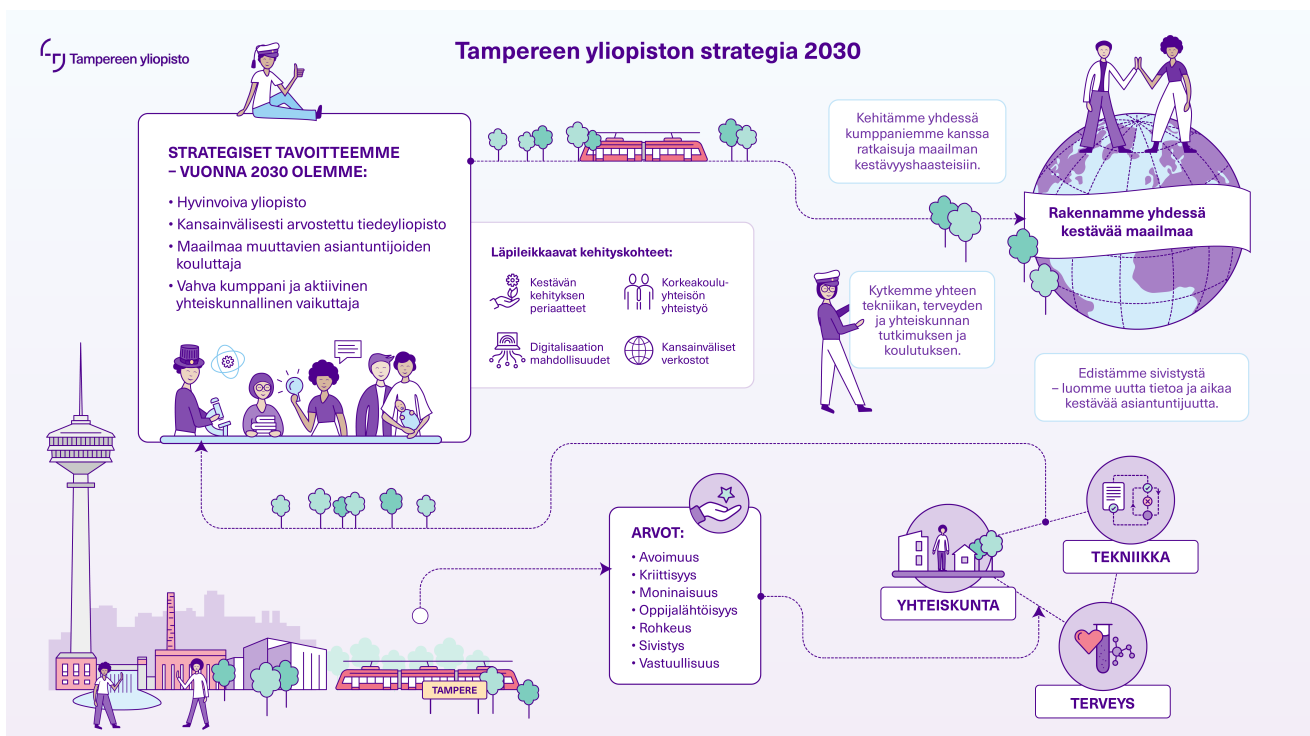 Tampereen yliopisto
Tampereen yliopiston strategia 2030
STRATEGISET TAVOITTEEMME
– VUONNA 2030 OLEMME:
• Hyvinvoiva yliopisto
• Kansainvälisesti arvostettu tiedeyliopisto
• Maailmaa muuttavien asiantuntijoiden
kouluttaja
• Vahva kumppani ja aktiivinen
yhteiskunnallinen vaikuttaja
Läpileikkaavat kehityskohteet:
Kestävän
kehityksen
periaatteet
Korkeakoulu-
yhteisön
yhteistyö
Digitalisaation
mahdollisuudet
Kansainväliset
verkostot
Kehitämme yhdessä
kumppaniemme kanssa
ratkaisuja maailman
kestävyyshaasteisiin.
Rakennamme yhdessä
kestävää maailmaa
Kytkemme yhteen
tekniikan, terveyden
ja yhteiskunnan
tutkimuksen ja
koulutuksen.
Edistämme sivistystä
– luomme uutta tietoa ja aikaa
kestävää asiantuntijuutta.
ARVOT:
• Avoimuus
• Kriittisyys
• Moninaisuus
• Oppijalähtöisyys
• Rohkeus
• Sivistys
• Vastuullisuus
YHTEISKUNTA
TEKNIIKKA
TERVEYS
TAMPERE